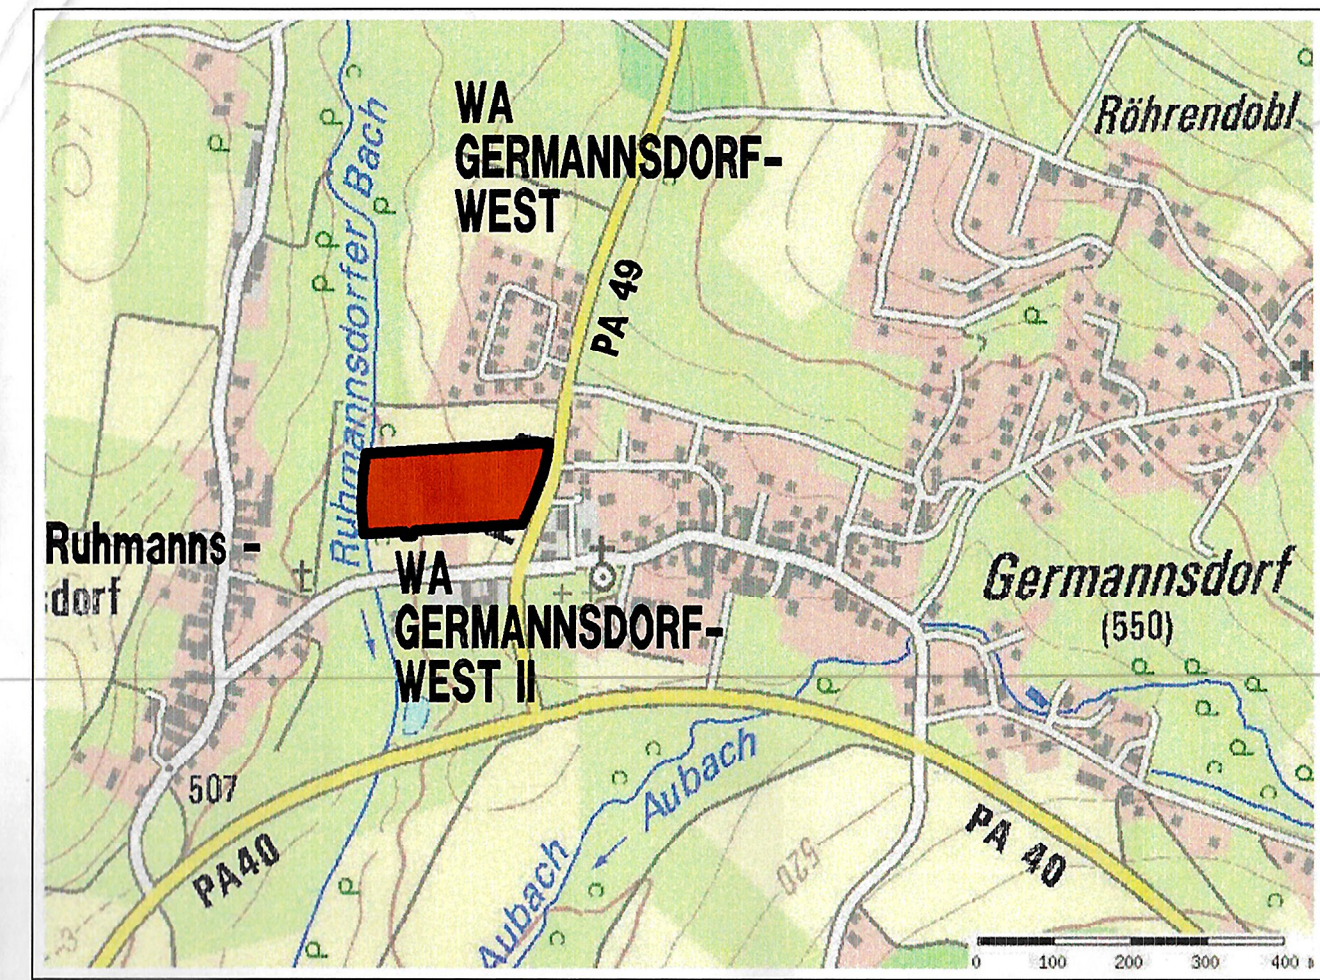 WA
GERMANNSDORF-
WEST
Röhrendobl
Ruhmannsdorfer Bach
PA 49
Ruhmanns -
dorf
WA
GERMANNSDORF-
WEST II
Germannsdorf
(550)
507
PA40
Aubach
Aubach
520
PA 40
0 100 200 300 400